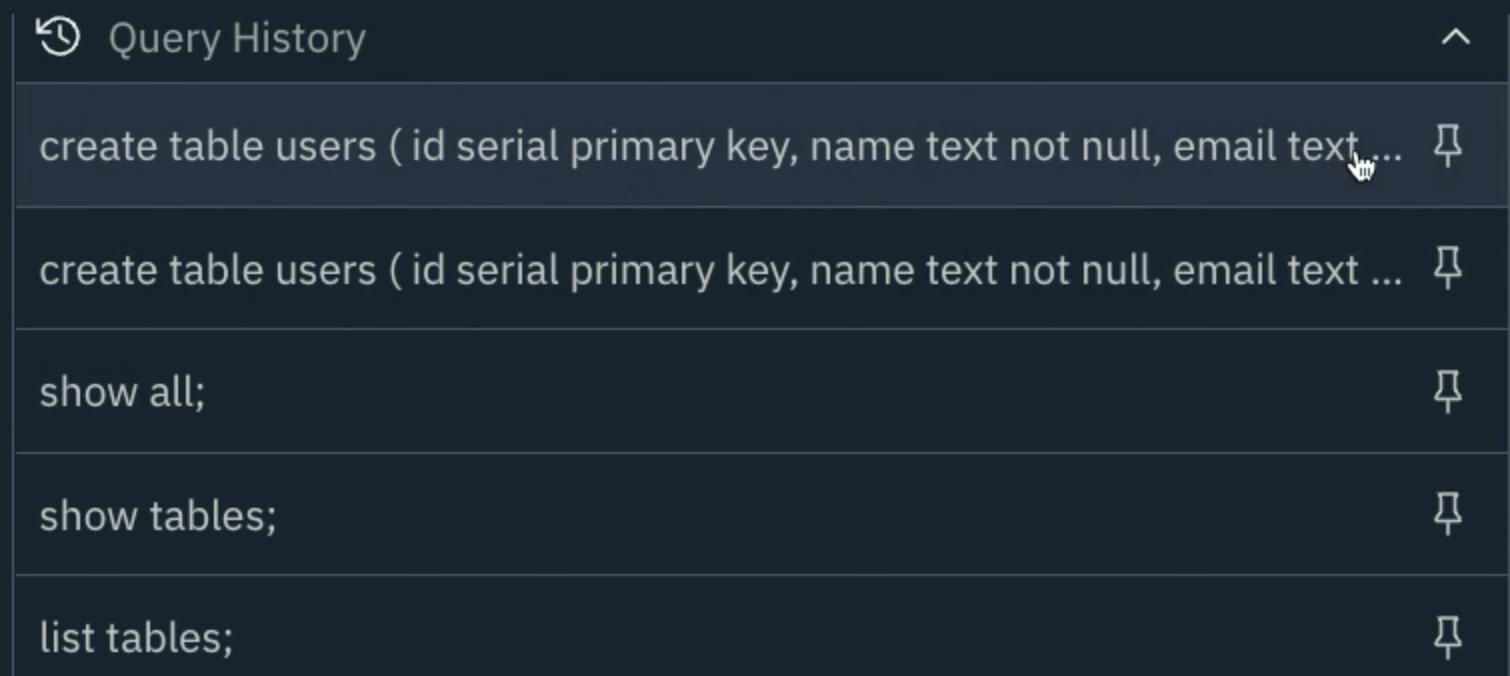 Query History
create table users ( id serial primary key, name text not null, email text ...
create table users ( id serial primary key, name text not null, email text ...
show all;
show tables;
list tables;